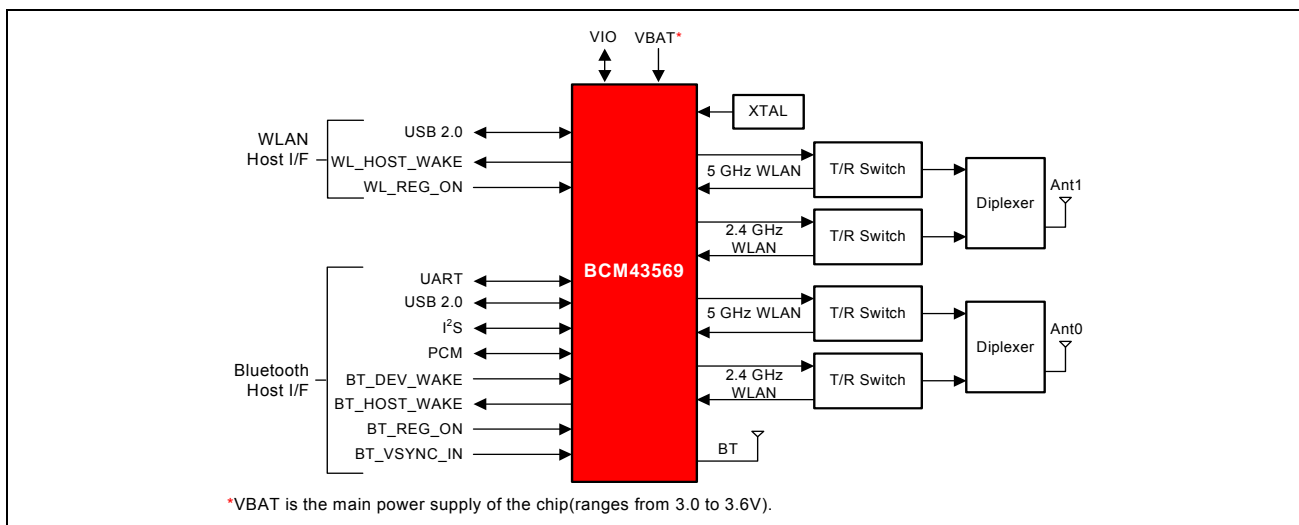 VIO
VBAT*
XTAL
WLAN
Host I/F
USB 2.0
WL_HOST_WAKE
WL_REG_ON
5 GHz WLAN
T/R Switch
2.4 GHz
WLAN
T/R Switch
Diplexer
Ant1
BCM43569
Bluetooth
Host I/F
UART
USB 2.0
I²S
PCM
BT_DEV_WAKE
BT_HOST_WAKE
BT_REG_ON
BT_VSYNC_IN
5 GHz WLAN
T/R Switch
2.4 GHz
WLAN
T/R Switch
Diplexer
Ant0
BT
*VBAT is the main power supply of the chip(ranges from 3.0 to 3.6V).